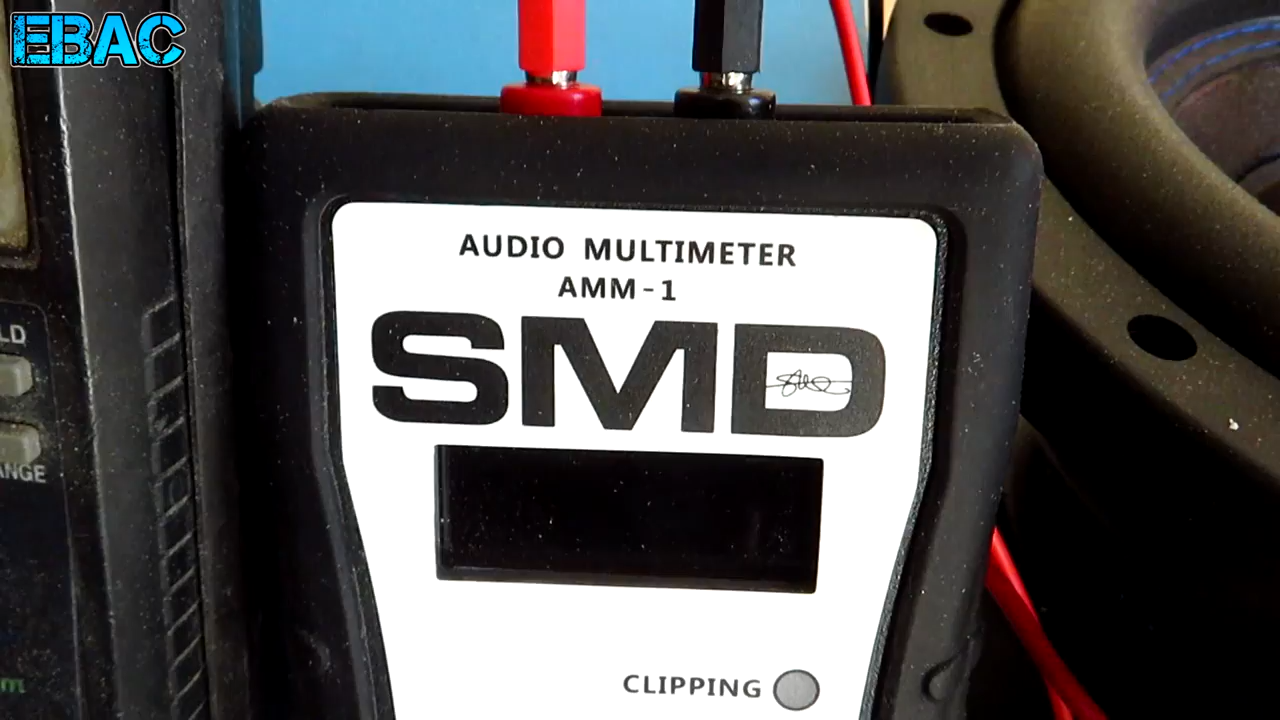 EBAC
AUDIO MULTIMETER
AMM-1
SMD
CLIPPING
LD
ANGE
m